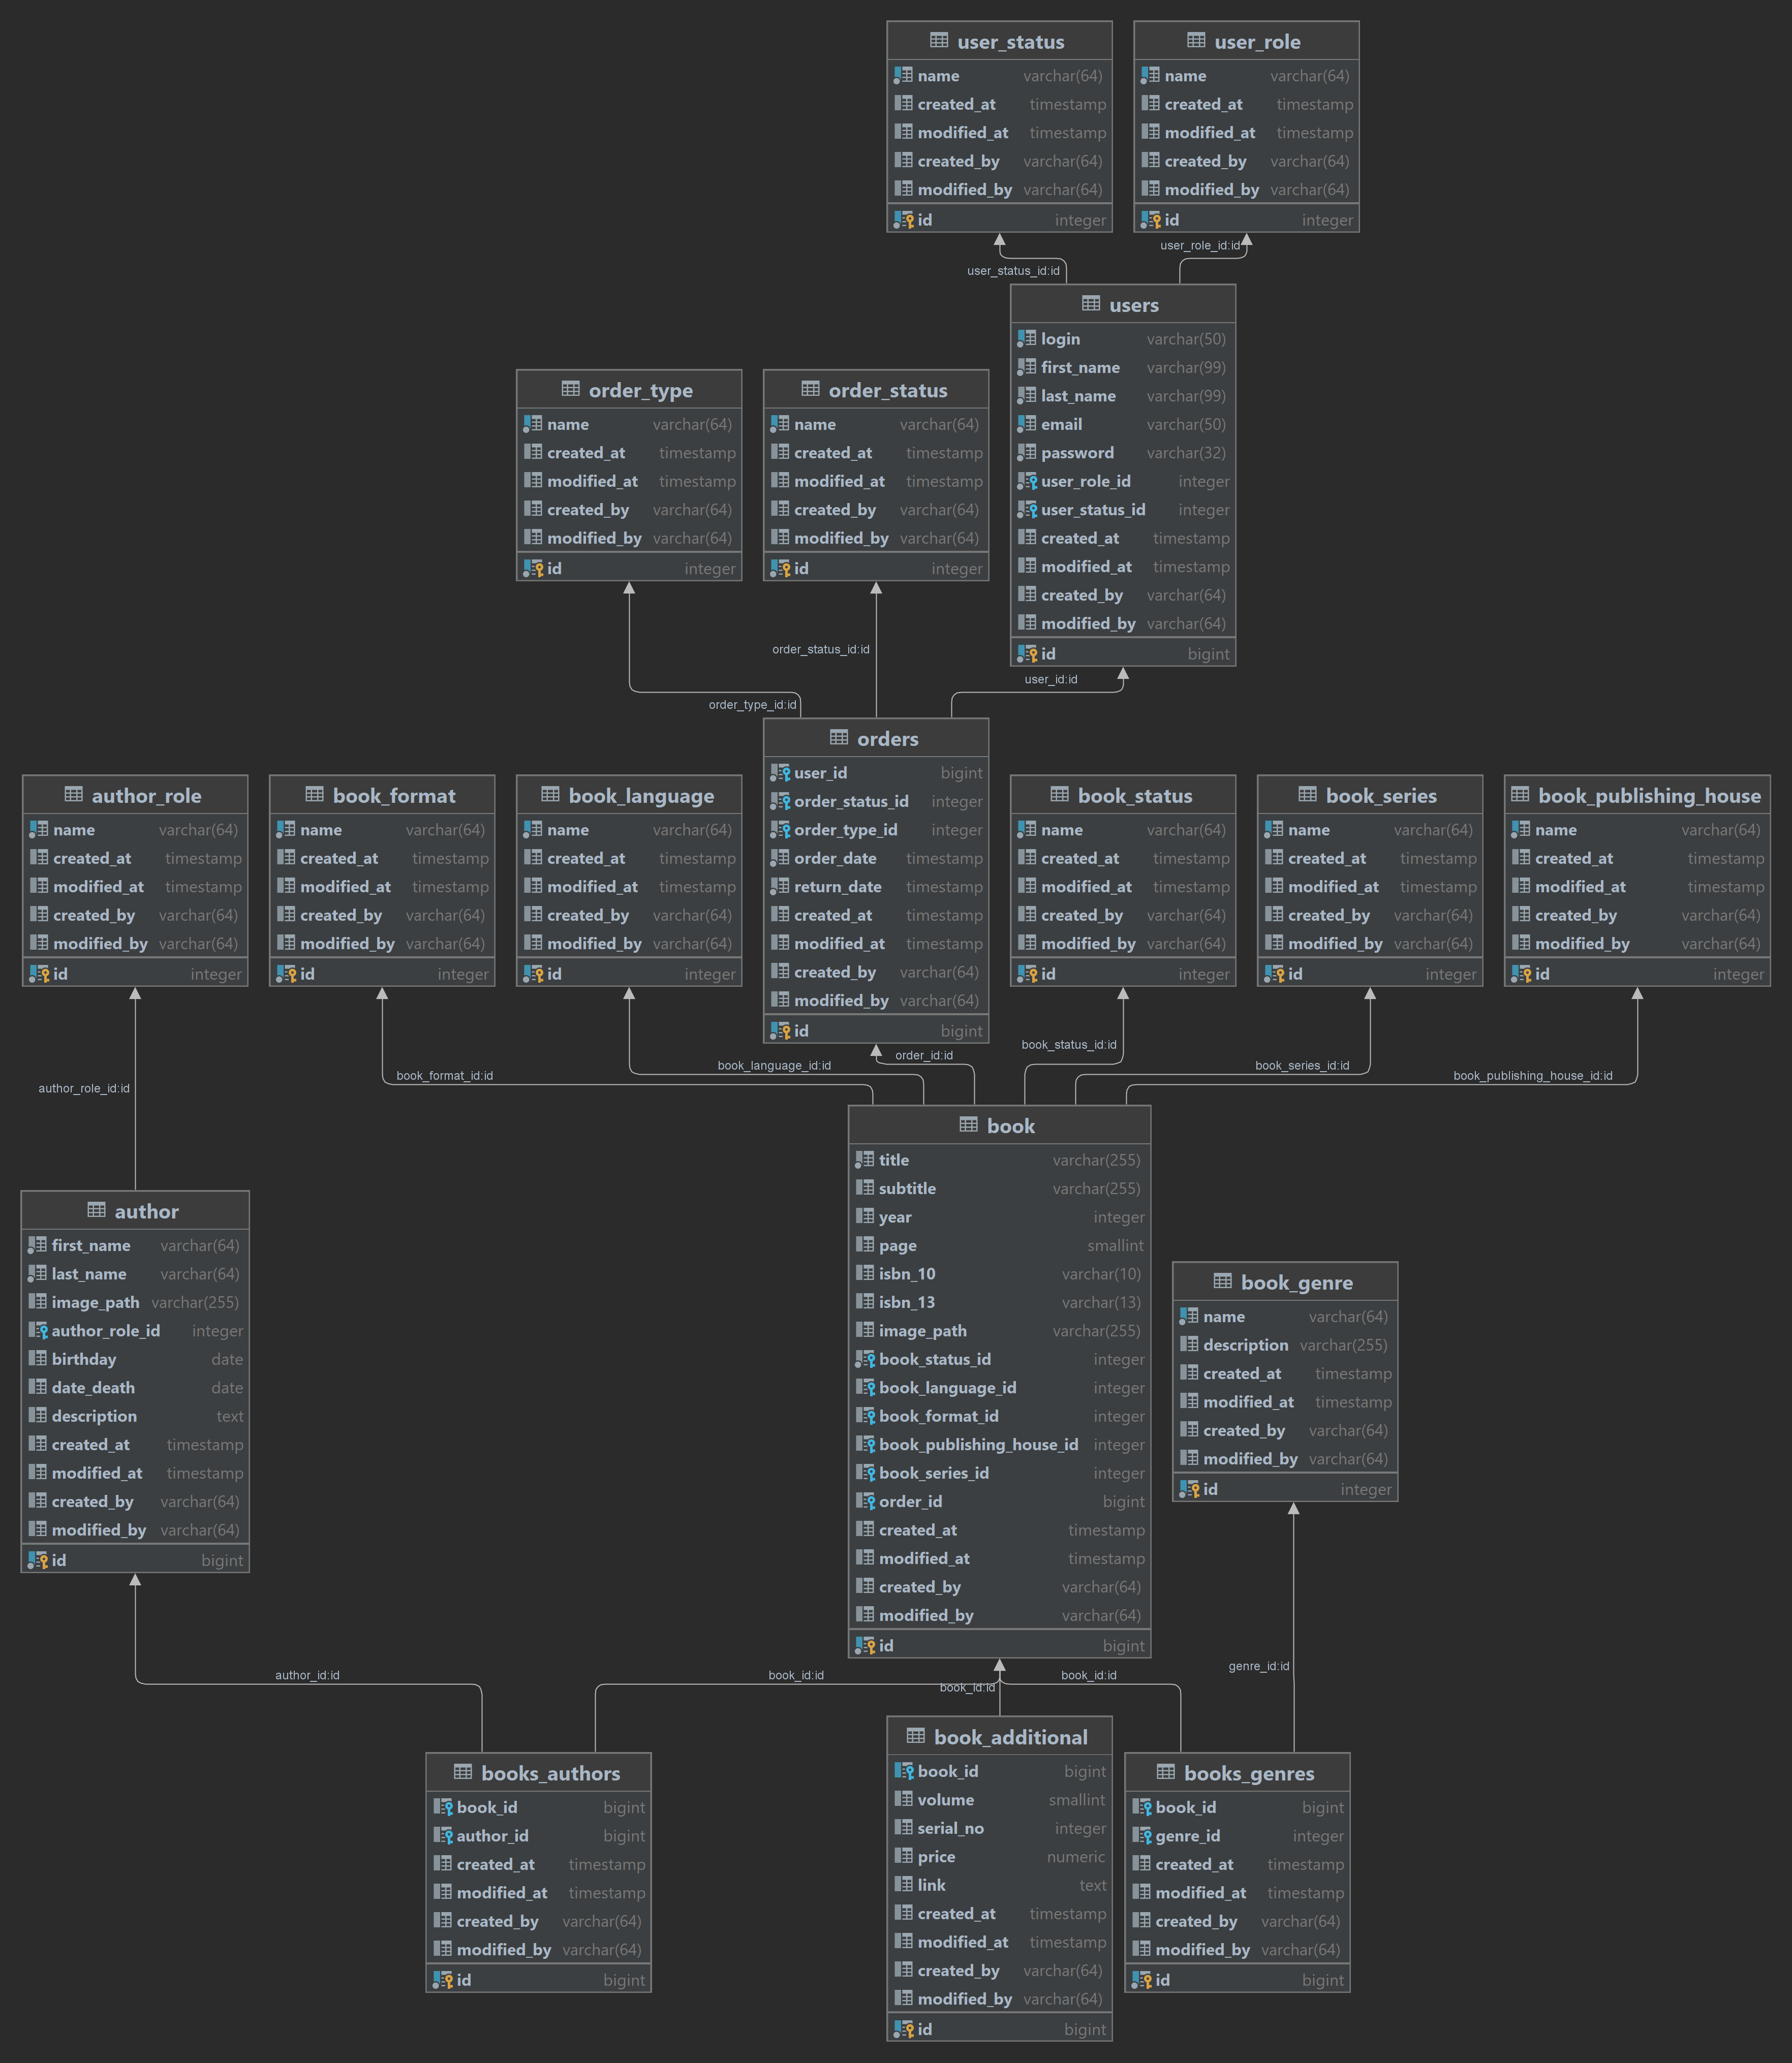 user_status
name varchar(64)
created_at timestamp
modified_at timestamp
created_by varchar(64)
modified_by varchar(64)
id integer
user_role
name varchar(64)
created_at timestamp
modified_at timestamp
created_by varchar(64)
modified_by varchar(64)
id integer
user_status_id:id
user_role_id:id
users
login varchar(50)
first_name varchar(99)
last_name varchar(99)
email varchar(50)
password varchar(32)
user_role_id integer
user_status_id integer
created_at timestamp
modified_at timestamp
created_by varchar(64)
modified_by varchar(64)
id bigint
order_type
name varchar(64)
created_at timestamp
modified_at timestamp
created_by varchar(64)
modified_by varchar(64)
id integer
order_status
name varchar(64)
created_at timestamp
modified_at timestamp
created_by varchar(64)
modified_by varchar(64)
id integer
order_type_id:id
order_status_id:id
user_id:id
orders
user_id bigint
order_status_id integer
order_type_id integer
order_date timestamp
return_date timestamp
created_at timestamp
modified_at timestamp
created_by varchar(64)
modified_by varchar(64)
id bigint
author_role
name varchar(64)
created_at timestamp
modified_at timestamp
created_by varchar(64)
modified_by varchar(64)
id integer
book_format
name varchar(64)
created_at timestamp
modified_at timestamp
created_by varchar(64)
modified_by varchar(64)
id integer
book_language
name varchar(64)
created_at timestamp
modified_at timestamp
created_by varchar(64)
modified_by varchar(64)
id integer
book_status
name varchar(64)
created_at timestamp
modified_at timestamp
created_by varchar(64)
modified_by varchar(64)
id integer
book_series
name varchar(64)
created_at timestamp
modified_at timestamp
created_by varchar(64)
modified_by varchar(64)
id integer
book_publishing_house
name varchar(64)
created_at timestamp
modified_at timestamp
created_by varchar(64)
modified_by varchar(64)
id integer
author_role_id:id
book_format_id:id
book_language_id:id
order_id:id
book_status_id:id
book_series_id:id
book_publishing_house_id:id
book
title varchar(255)
subtitle varchar(255)
year integer
page smallint
isbn_10 varchar(10)
isbn_13 varchar(13)
image_path varchar(255)
book_status_id integer
book_language_id integer
book_format_id integer
book_publishing_house_id integer
book_series_id integer
order_id bigint
created_at timestamp
modified_at timestamp
created_by varchar(64)
modified_by varchar(64)
id bigint
author
first_name varchar(64)
last_name varchar(64)
image_path varchar(255)
author_role_id integer
birthday date
date_death date
description text
created_at timestamp
modified_at timestamp
created_by varchar(64)
modified_by varchar(64)
id bigint
book_genre
name varchar(64)
description varchar(255)
created_at timestamp
modified_at timestamp
created_by varchar(64)
modified_by varchar(64)
id integer
author_id:id
book_id:id
book_id:id
book_id:id
genre_id:id
books_authors
book_id bigint
author_id bigint
created_at timestamp
modified_at timestamp
created_by varchar(64)
modified_by varchar(64)
id bigint
book_additional
book_id bigint
volume smallint
serial_no integer
price numeric
link text
created_at timestamp
modified_at timestamp
created_by varchar(64)
modified_by varchar(64)
id bigint
books_genres
book_id bigint
genre_id integer
created_at timestamp
modified_at timestamp
created_by varchar(64)
modified_by varchar(64)
id bigint